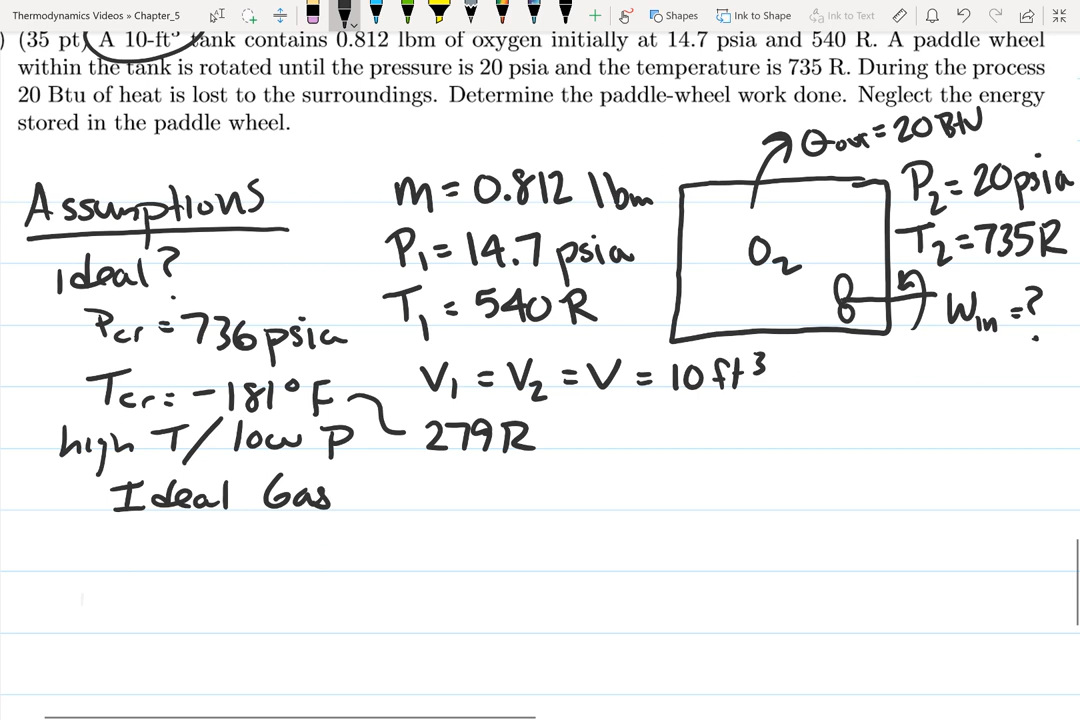 Thermodynamics Videos » Chapter_5
Shapes
Ink to Shape
Ink to Text
) (35 pt) A 10-ft³ tank contains 0.812 lbm of oxygen initially at 14.7 psia and 540 R. A paddle wheel
within the tank is rotated until the pressure is 20 psia and the temperature is 735 R. During the process
20 Btu of heat is lost to the surroundings. Determine the paddle-wheel work done. Neglect the energy
stored in the paddle wheel.
Assumptions
ideal?
Pcr = 736 psia
Tcr = -181° F
high T/low P
Ideal Gas
m = 0.812 lbm
P₁ = 14.7 psia
T₁ = 540 R
V₁ = V₂ = V = 10 ft³
279 R
Qout = 20 Btu
O₂
P₂ = 20 psia
T₂ = 735 R
Win = ?